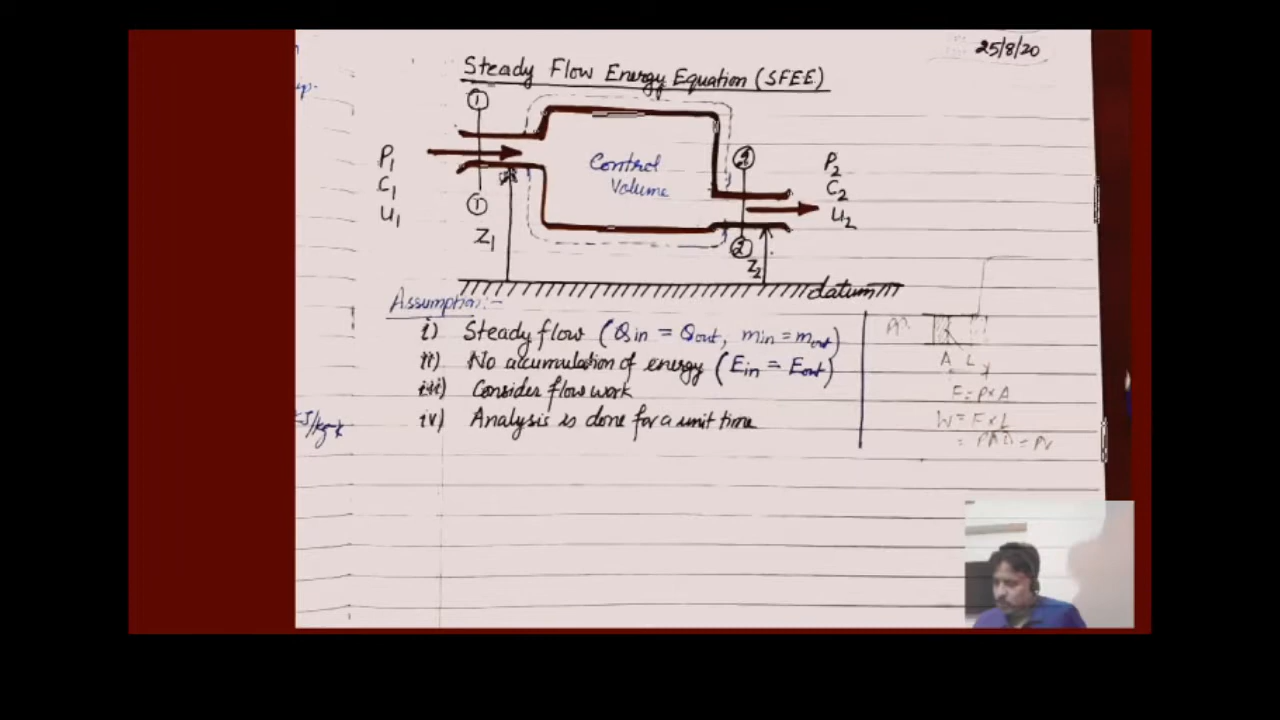 25/8/20
Steady Flow Energy Equation (SFEE)
1
P1
C1
U1
Control
Volume
2
P2
C2
U2
1
Z1
2
Z2
datum
Assumption:-
i) Steady flow (Qin = Qout, min = mout)
ii) No accumulation of energy (Ein = Eout)
iii) Consider flow work
iv) Analysis is done for a unit time
A L
F = P×A
W = F×L
KJ/kg-k